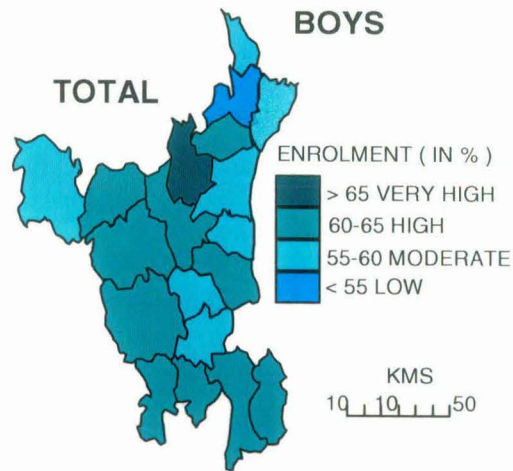 BOYS
TOTAL
ENROLMENT ( IN % )
> 65 VERY HIGH
60-65 HIGH
55-60 MODERATE
< 55 LOW
KMS
10 10 50